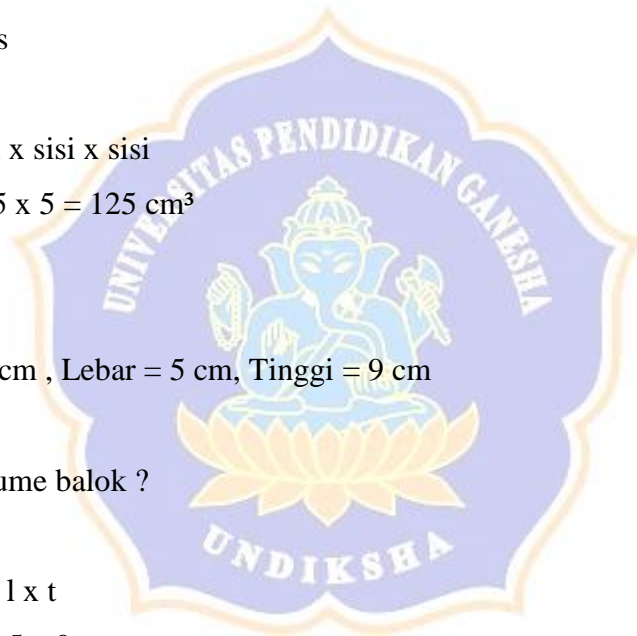 s
x sisi x sisi
5 x 5 = 125 cm³
UNIVERSITAS PENDIDIKAN GANESHA
cm , Lebar = 5 cm, Tinggi = 9 cm
ume balok ?
UNDIKSHA
l x t